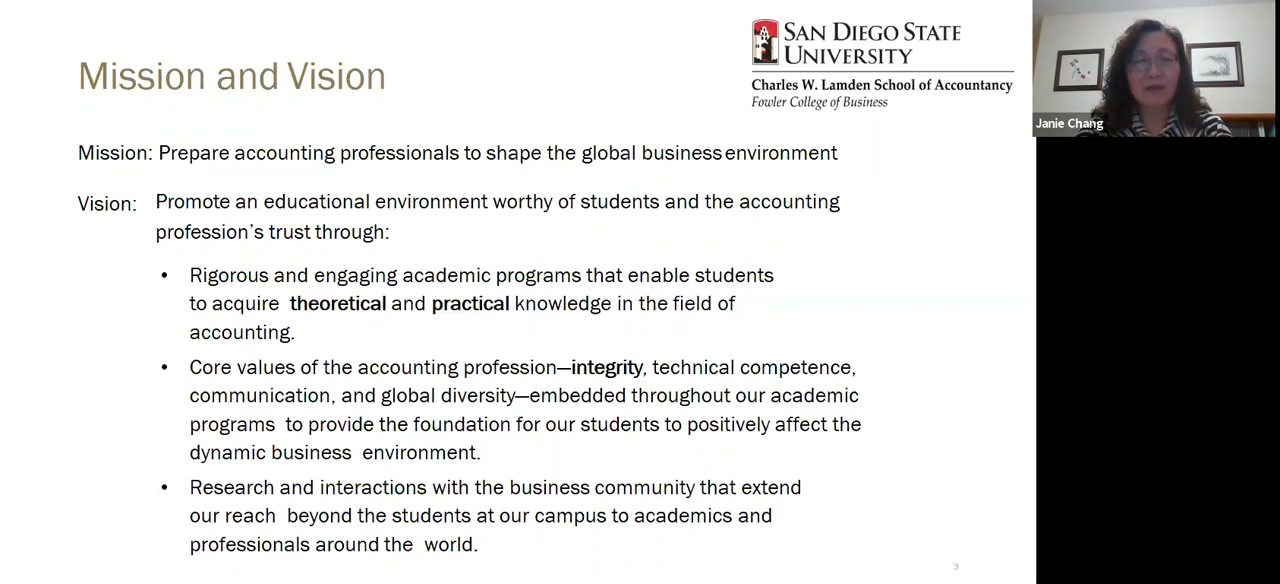 Mission and Vision
SAN DIEGO STATE
UNIVERSITY
Charles W. Lamden School of Accountancy
Fowler College of Business
Janie Chang
Mission: Prepare accounting professionals to shape the global business environment
Vision: Promote an educational environment worthy of students and the accounting
profession’s trust through:
• Rigorous and engaging academic programs that enable students
to acquire theoretical and practical knowledge in the field of
accounting.
• Core values of the accounting profession—integrity, technical competence,
communication, and global diversity—embedded throughout our academic
programs to provide the foundation for our students to positively affect the
dynamic business environment.
• Research and interactions with the business community that extend
our reach beyond the students at our campus to academics and
professionals around the world.
3